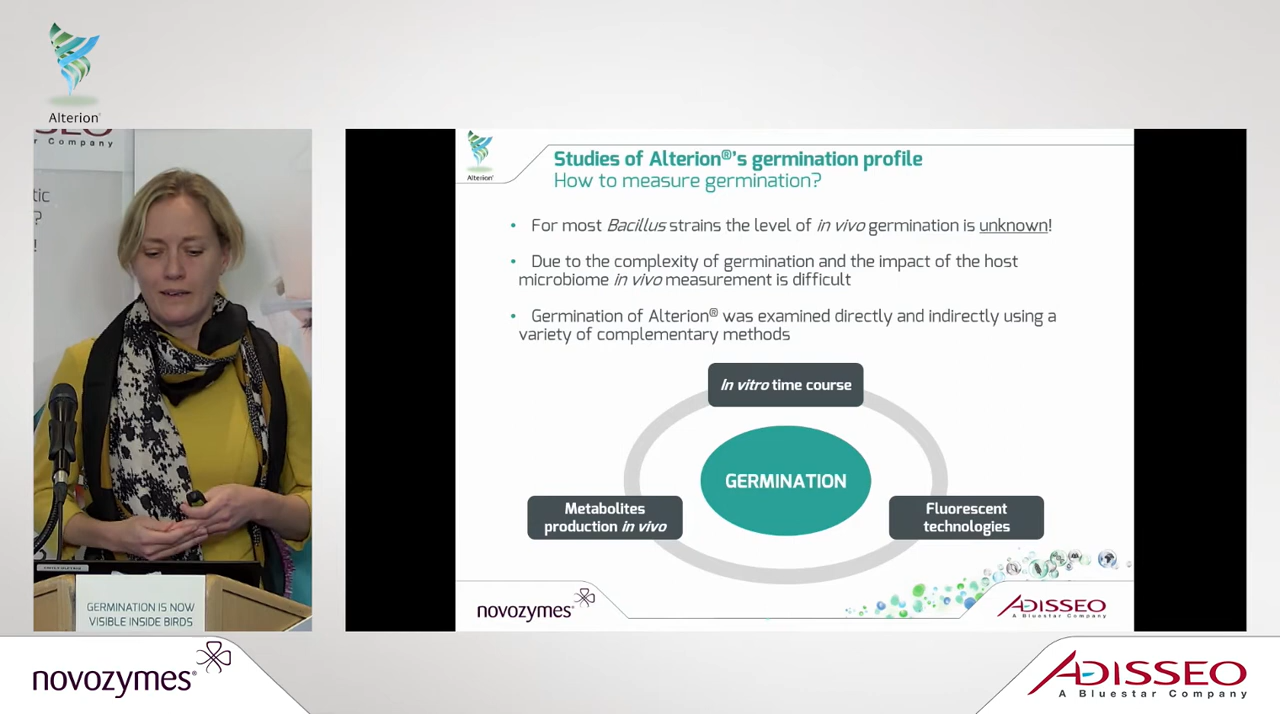 Alterion®
SSEO
r Company
tic
?
!
GERMINATION IS NOW
VISIBLE INSIDE BIRDS
Alterion®
Studies of Alterion®'s germination profile
How to measure germination?
• For most Bacillus strains the level of in vivo germination is unknown!
• Due to the complexity of germination and the impact of the host
microbiome in vivo measurement is difficult
• Germination of Alterion® was examined directly and indirectly using a
variety of complementary methods
In vitro time course
GERMINATION
Metabolites
production in vivo
Fluorescent
technologies
novozymes
ADISSEO
A Bluestar Company
novozymes®
ADISSEO
A Bluestar Company